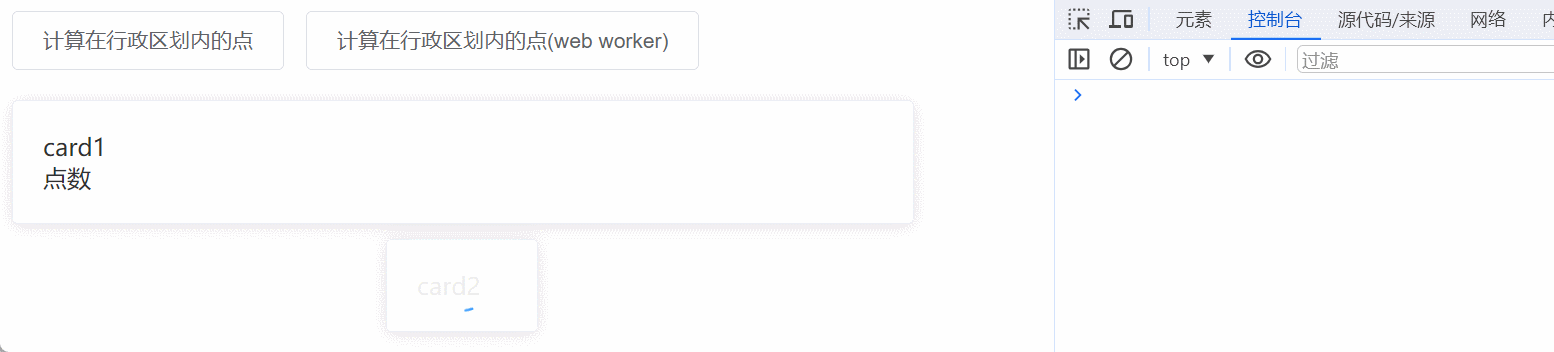 计算在行政区划内的点
计算在行政区划内的点(web worker)
card1
点数
card2
元素
控制台
源代码/来源
网络
top
过滤